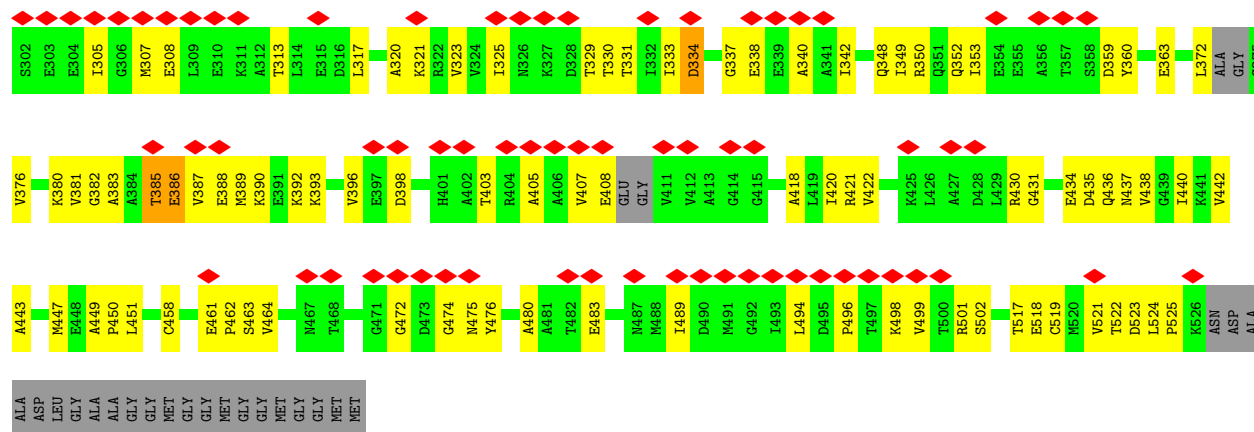 S302 E303 E304 I305 G306 M307 E308 L309 E310 K311 A312 T313 L314 E315 D316 L317 A320 K321 R322 V323 V324 I325 N326 K327 D328 T329 T330 T331 I332 I333 D334 G337 E338 E339 A340 A341 I342 Q348 I349 R350 Q351 Q352 I353 E354 E355 A356 T357 S358 D359 Y360 E363 L372 ALA GLY
V376 K380 V381 G382 A383 A384 T385 E386 V387 E388 M389 K390 E391 K392 K393 V396 E397 D398 H401 A402 T403 R404 A405 A406 V407 E408 GLU GLY V411 V412 A413 G414 G415 A418 L419 I420 R421 V422 K425 L426 A427 D428 L429 R430 G431 E434 D435 Q436 N437 V438 G439 I440 K441 V442
A443 M447 E448 A449 P450 L451 C458 E461 P462 S463 V464 N467 T468 G471 G472 D473 G474 N475 Y476 A480 A481 T482 E483 N487 M488 I489 D490 M491 G492 I493 L494 D495 P496 T497 K498 V499 T500 R501 S502 T517 E518 C519 M520 V521 T522 D523 L524 P525 K526 ASN ASP ALA
ALA ASP LEU GLY ALA ALA GLY GLY MET GLY GLY MET GLY GLY MET GLY GLY MET MET